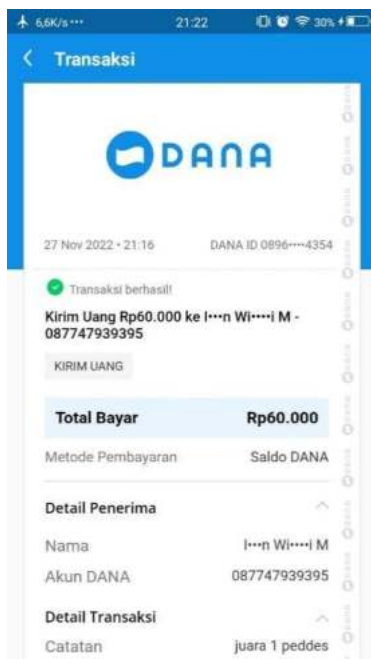 6,6K/s ••• 21:22 30%
Transaksi
DANA
27 Nov 2022 • 21:16 DANA ID 0896••••4354
Transaksi berhasil!
Kirim Uang Rp60.000 ke I•••n Wi••••i M -
087747939395
KIRIM UANG
Total Bayar Rp60.000
Metode Pembayaran Saldo DANA
Detail Penerima
Nama I•••n Wi••••i M
Akun DANA 087747939395
Detail Transaksi
Catatan juara 1 peddes